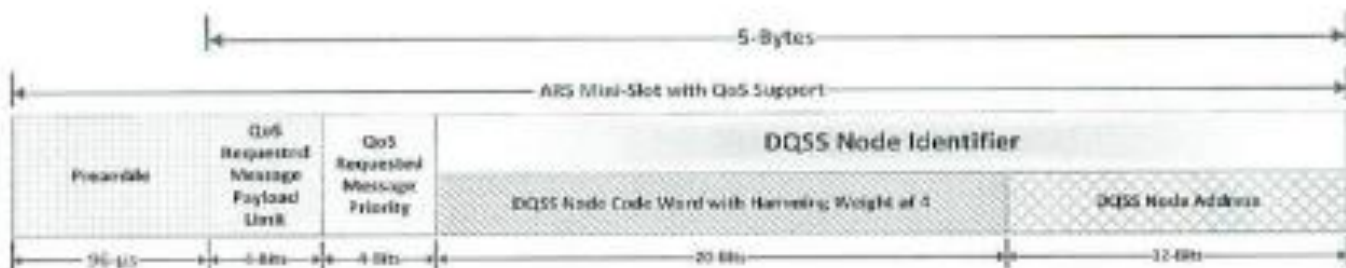 5-Bytes
ARS Mini-Slot with QoS Support
Preamble
QoS
Requested
Message
Payload
Limit
QoS
Requested
Message
Priority
DQSS Node Identifier
DQSS Node Code Word with Hamming Weight of 4
DQSS Node Address
96-μs
4-Bits
4-Bits
20-Bits
12-Bits